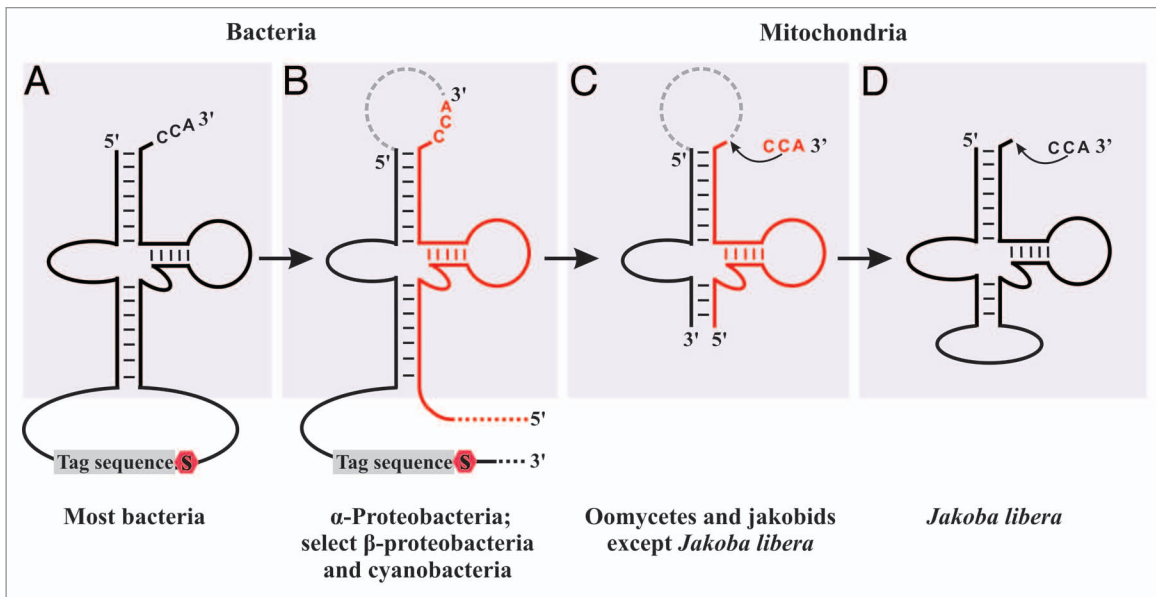 Bacteria
Mitochondria
A
5'
CCA 3'
Tag sequence
S
Most bacteria
B
3'
ACC
5'
5'
Tag sequence
S
3'
α-Proteobacteria;
select β-proteobacteria
and cyanobacteria
C
5'
CCA 3’
3'
5'
Oomycetes and jakobids
except Jakoba libera
D
5'
CCA 3’
Jakoba libera